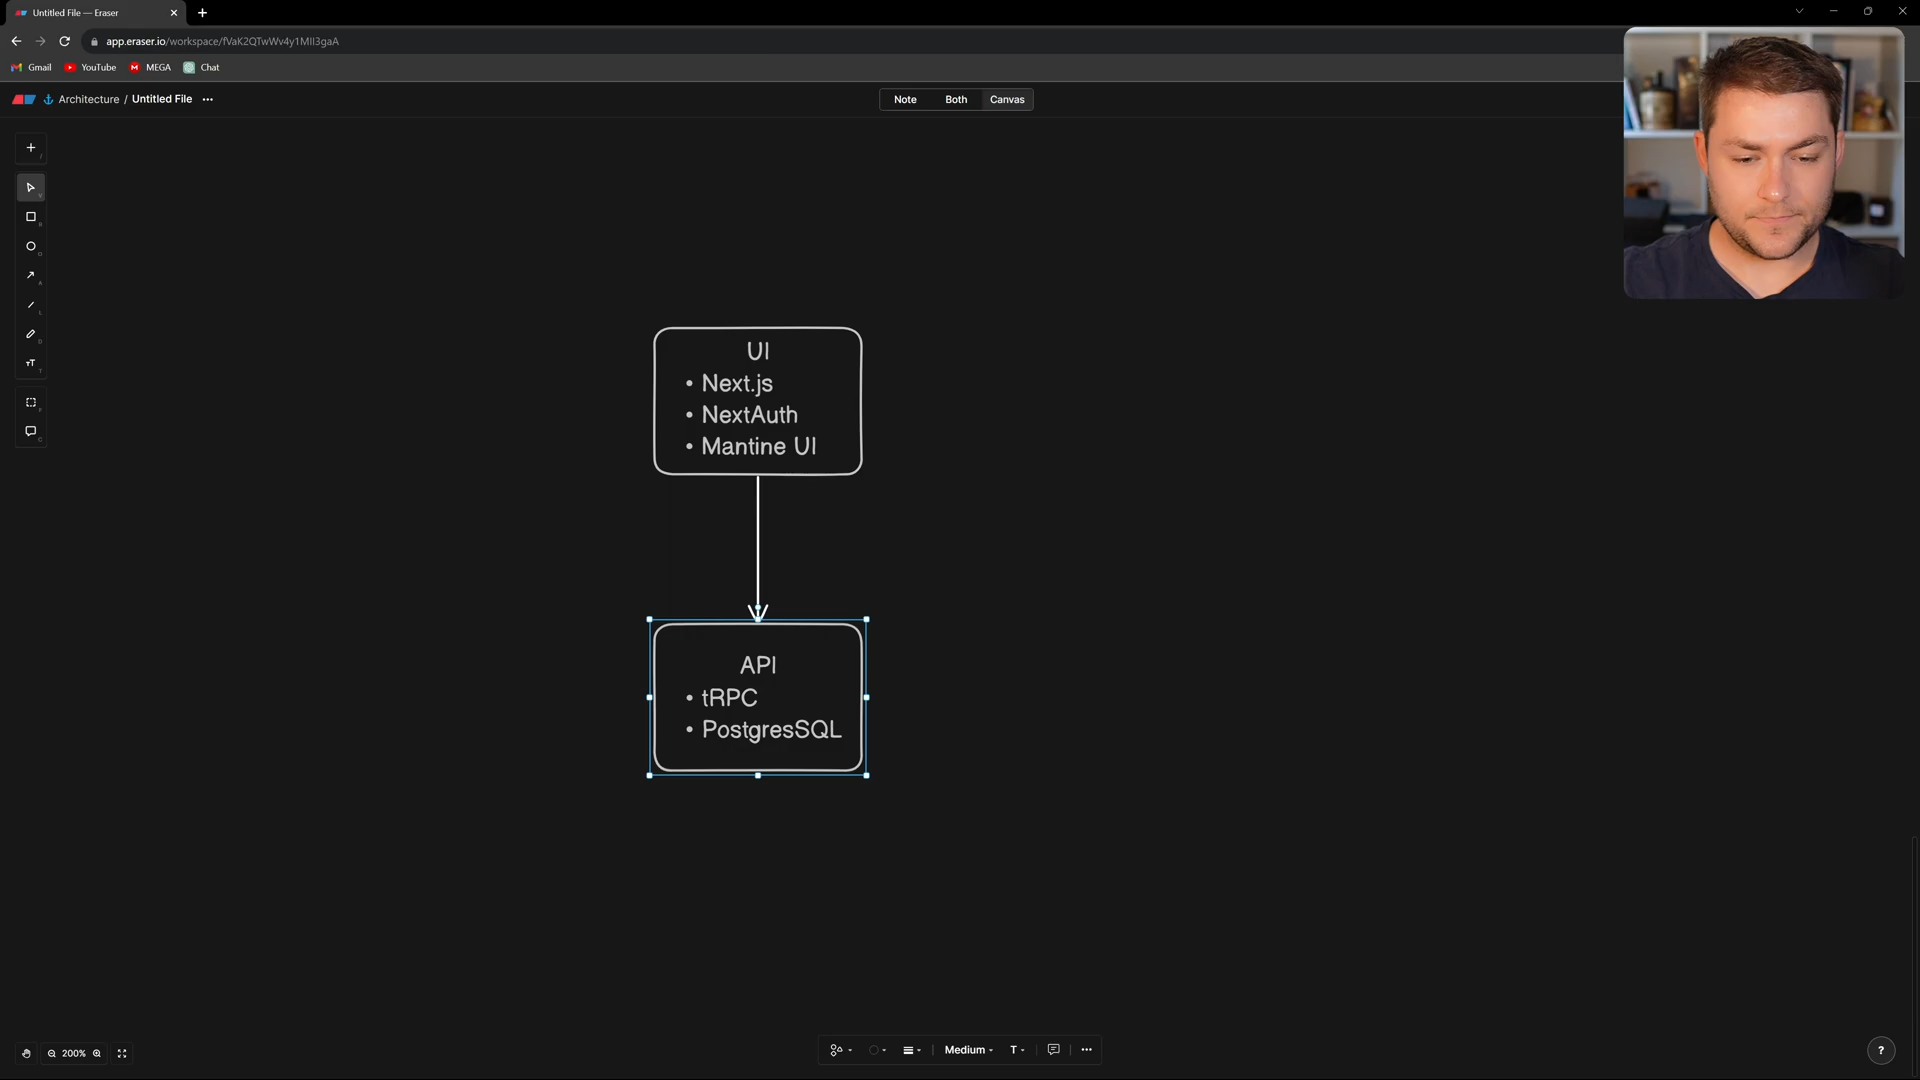 Untitled File — Eraser
app.eraser.io/workspace/fVaK2QTwWv4y1MIl3gaA
Gmail
YouTube
MEGA
Chat
Architecture / Untitled File
Note
Both
Canvas
UI
• Next.js
• NextAuth
• Mantine UI
API
• tRPC
• PostgresSQL
200%
Medium
T
?